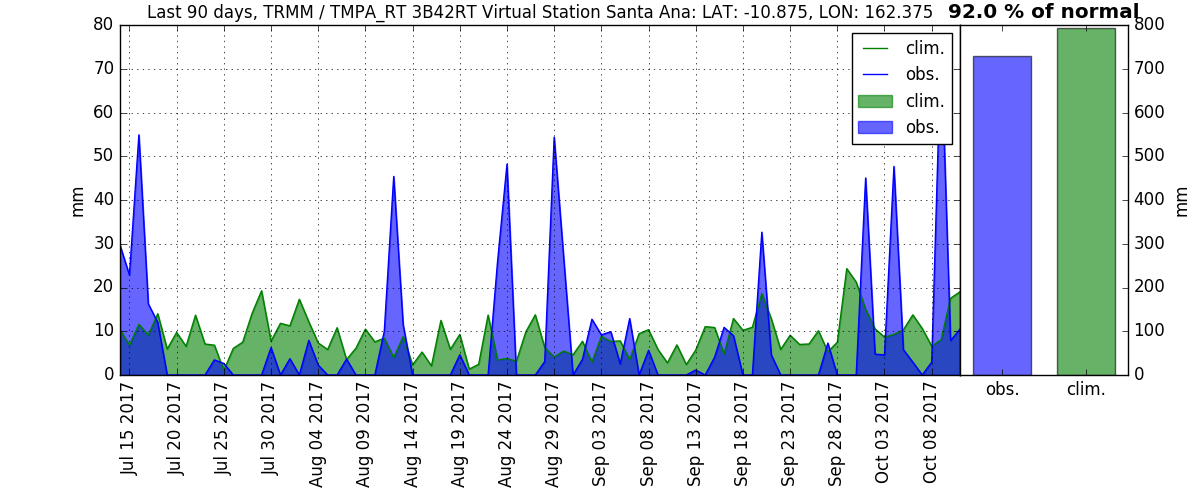 Last 90 days, TRMM / TMPA_RT 3B42RT Virtual Station Santa Ana: LAT: -10.875, LON: 162.375 92.0 % of normal
80
70
60
50
40
30
20
10
0
mm
clim.
obs.
clim.
obs.
800
700
600
500
400
300
200
100
0
mm
Jul 15 2017
Jul 20 2017
Jul 25 2017
Jul 30 2017
Aug 04 2017
Aug 09 2017
Aug 14 2017
Aug 19 2017
Aug 24 2017
Aug 29 2017
Sep 03 2017
Sep 08 2017
Sep 13 2017
Sep 18 2017
Sep 23 2017
Sep 28 2017
Oct 03 2017
Oct 08 2017
obs.
clim.